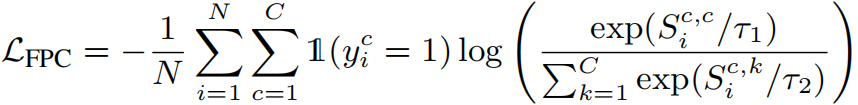 $\mathcal{L}_{\text{FPC}} = -\frac{1}{N} \sum_{i=1}^{N} \sum_{c=1}^{C} \mathbb{1}(y_i^c = 1) \log \left( \frac{\exp(S_i^{c,c}/\tau_1)}{\sum_{k=1}^{C} \exp(S_i^{c,k}/\tau_2)} \right)$